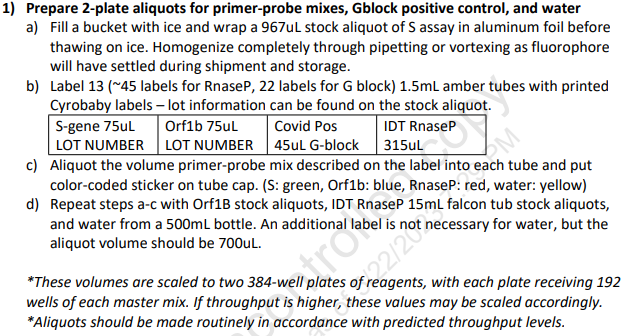 1) Prepare 2-plate aliquots for primer-probe mixes, Gblock positive control, and water
a) Fill a bucket with ice and wrap a 967uL stock aliquot of S assay in aluminum foil before
thawing on ice. Homogenize completely through pipetting or vortexing as fluorophore
will have settled during shipment and storage.
b) Label 13 (~45 labels for RnaseP, 22 labels for G block) 1.5mL amber tubes with printed
Cyrobaby labels – lot information can be found on the stock aliquot.
S-gene 75uL Orf1b 75uL Covid Pos IDT RnaseP
LOT NUMBER LOT NUMBER 45uL G-block 315uL
c) Aliquot the volume primer-probe mix described on the label into each tube and put
color-coded sticker on tube cap. (S: green, Orf1b: blue, RnaseP: red, water: yellow)
d) Repeat steps a-c with Orf1B stock aliquots, IDT RnaseP 15mL falcon tub stock aliquots,
and water from a 500mL bottle. An additional label is not necessary for water, but the
aliquot volume should be 700uL.
*These volumes are scaled to two 384-well plates of reagents, with each plate receiving 192
wells of each master mix. If throughput is higher, these values may be scaled accordingly.
*Aliquots should be made routinely in accordance with predicted throughput levels.